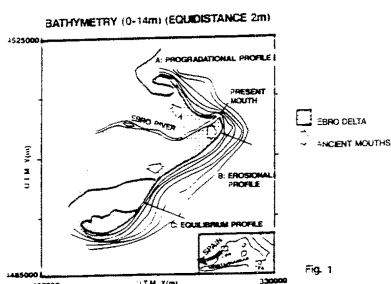 BATHYMETRY (0-14m) (EQUIDISTANCE 2m)
4525000
A: PROGRADATIONAL PROFILE
PRESENT
MOUTH
EBRO RIVER
EBRO DELTA
ANCIENT MOUTHS
B: EROSIONAL
PROFILE
U.T.M. Y(m)
C: EQUILIBRIUM PROFILE
SPAIN
Fig. 1
4485000
330000